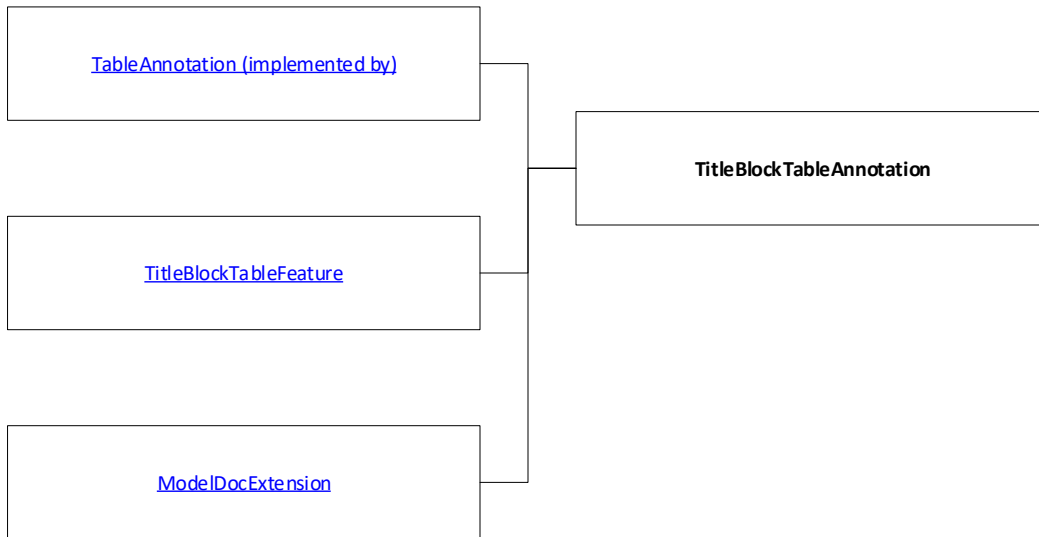 TableAnnotation (implemented by)
TitleBlockTableAnnotation
TitleBlockTableFeature
ModelDocExtension